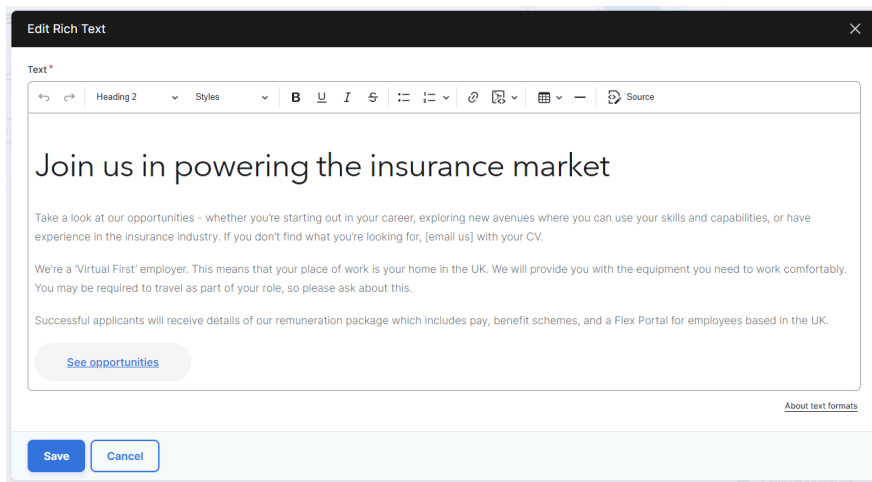 Edit Rich Text
Text *
Heading 2 Styles B U I S Source
Join us in powering the insurance market
Take a look at our opportunities - whether you're starting out in your career, exploring new avenues where you can use your skills and capabilities, or have
experience in the insurance industry. If you don't find what you're looking for, [email us] with your CV.
We're a 'Virtual First' employer. This means that your place of work is your home in the UK. We will provide you with the equipment you need to work comfortably.
You may be required to travel as part of your role, so please ask about this.
Successful applicants will receive details of our remuneration package which includes pay, benefit schemes, and a Flex Portal for employees based in the UK.
See opportunities
About text formats
Save Cancel